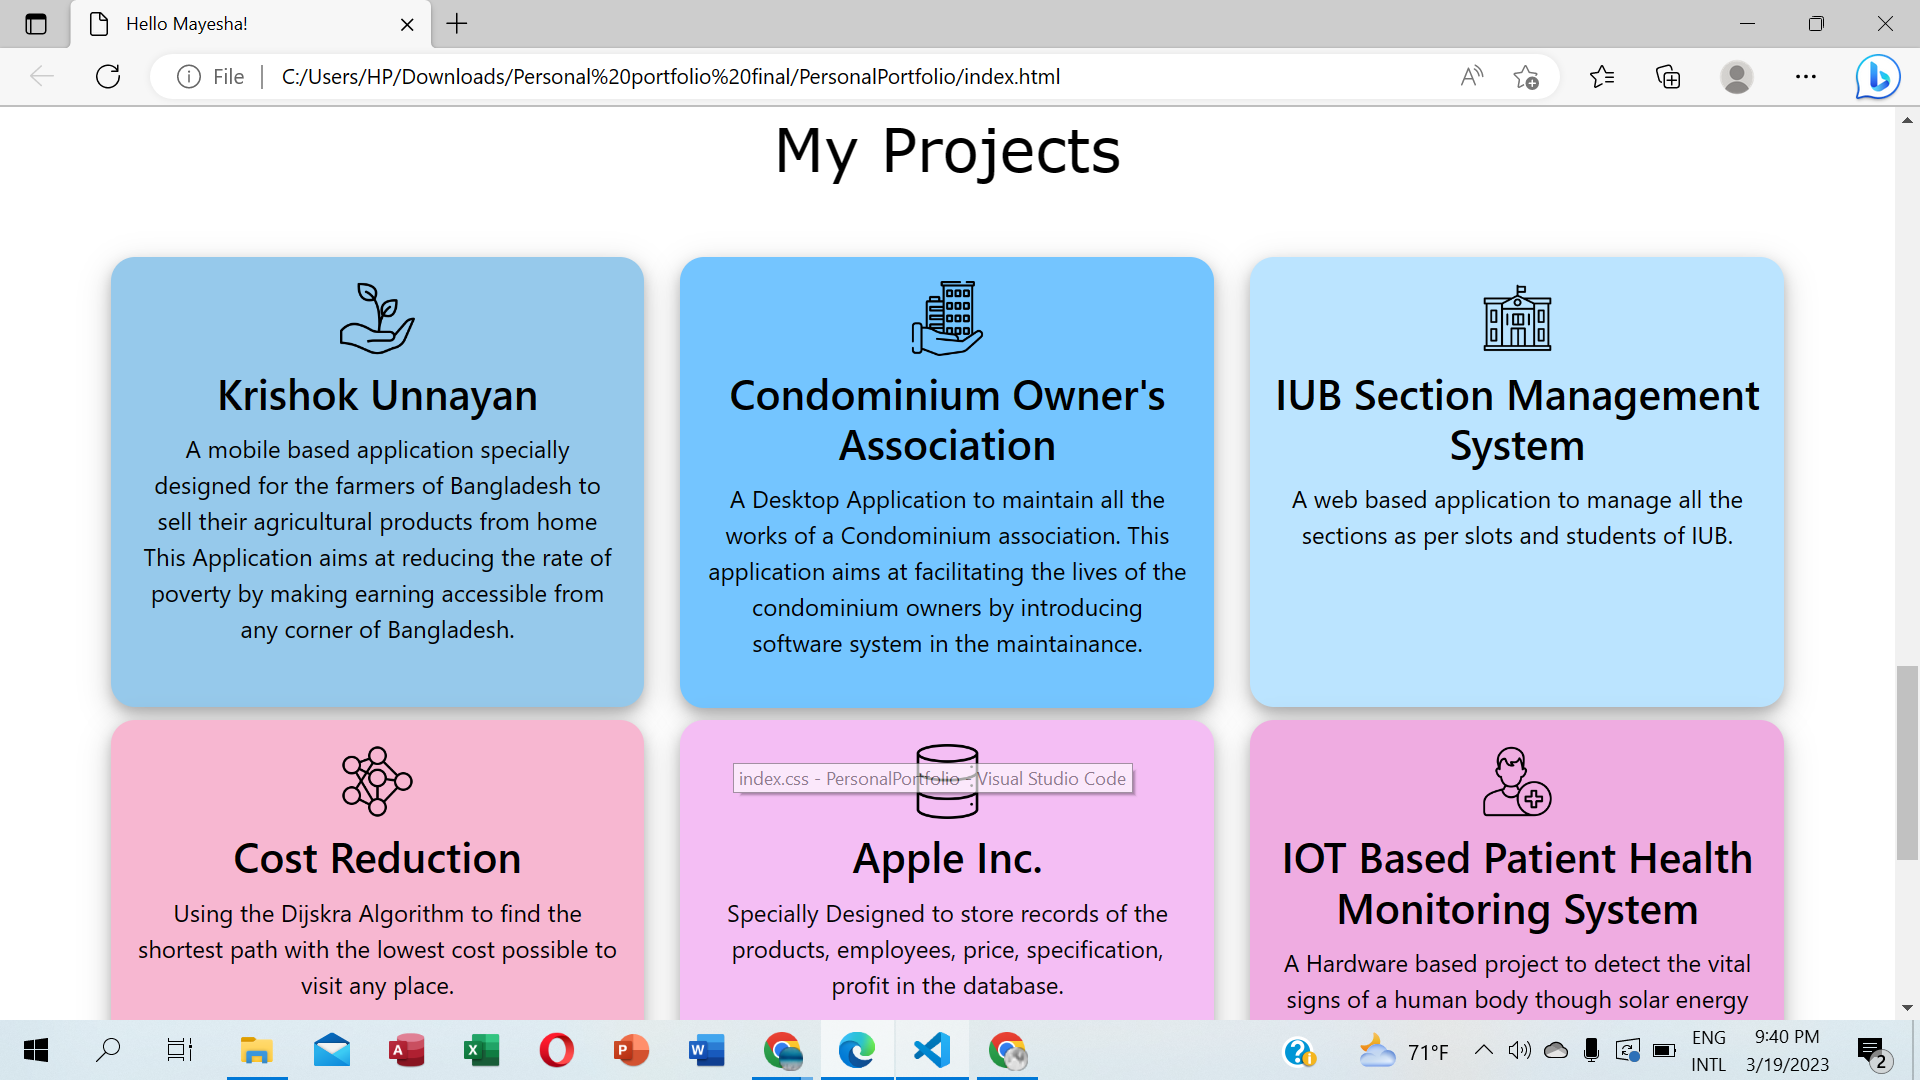 Hello Mayesha!
File
C:/Users/HP/Downloads/Personal%20portfolio%20final/PersonalPortfolio/index.html
My Projects
Krishok Unnayan
A mobile based application specially
designed for the farmers of Bangladesh to
sell their agricultural products from home
This Application aims at reducing the rate of
poverty by making earning accessible from
any corner of Bangladesh.
Condominium Owner's
Association
A Desktop Application to maintain all the
works of a Condominium association. This
application aims at facilitating the lives of the
condominium owners by introducing
software system in the maintainance.
IUB Section Management
System
A web based application to manage all the
sections as per slots and students of IUB.
Cost Reduction
Using the Dijskra Algorithm to find the
shortest path with the lowest cost possible to
visit any place.
index.css - PersonalPortfolio - Visual Studio Code
Apple Inc.
Specially Designed to store records of the
products, employees, price, specification,
profit in the database.
IOT Based Patient Health
Monitoring System
A Hardware based project to detect the vital
signs of a human body though solar energy
71°F
ENG
INTL
9:40 PM
3/19/2023
2